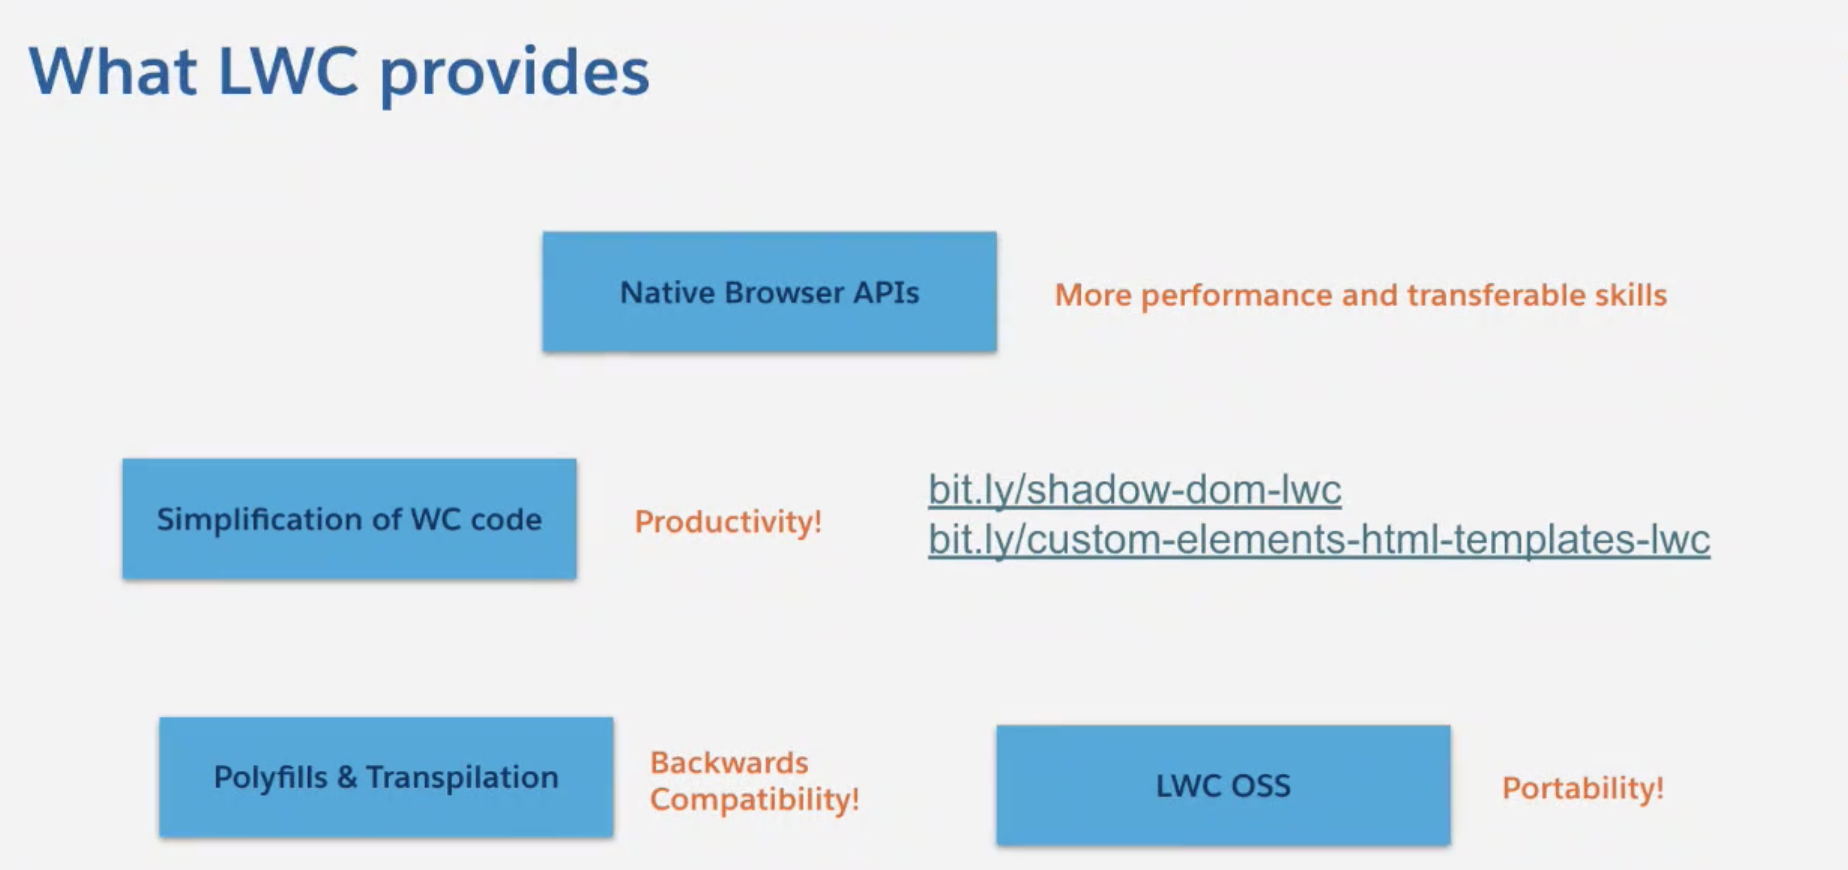 What LWC provides
Native Browser APIs
More performance and transferable skills
Simplification of WC code
Productivity!
bit.ly/shadow-dom-lwc
bit.ly/custom-elements-html-templates-lwc
Polyfills & Transpilation
Backwards
Compatibility!
LWC OSS
Portability!